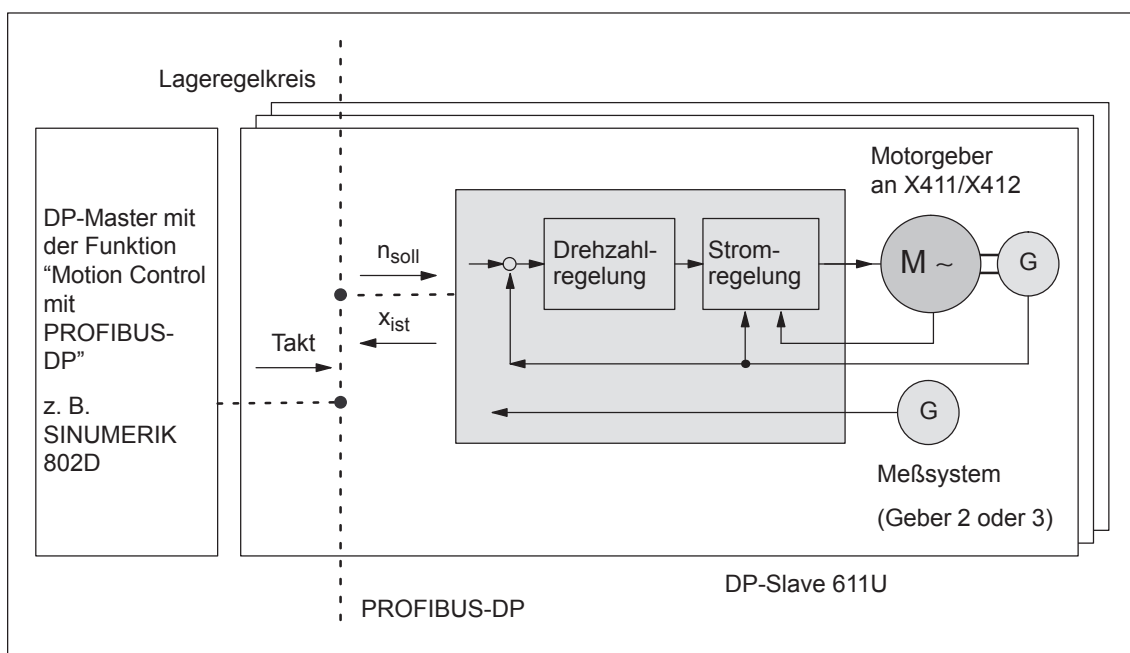 Lageregelkreis
DP-Master mit
der Funktion
“Motion Control
mit
PROFIBUS-
DP”
z. B.
SINUMERIK
802D
Takt
nsoll
xist
Drehzahl-
regelung
Strom-
regelung
Motorgeber
an X411/X412
M ~
G
G
Meßsystem
(Geber 2 oder 3)
DP-Slave 611U
PROFIBUS-DP